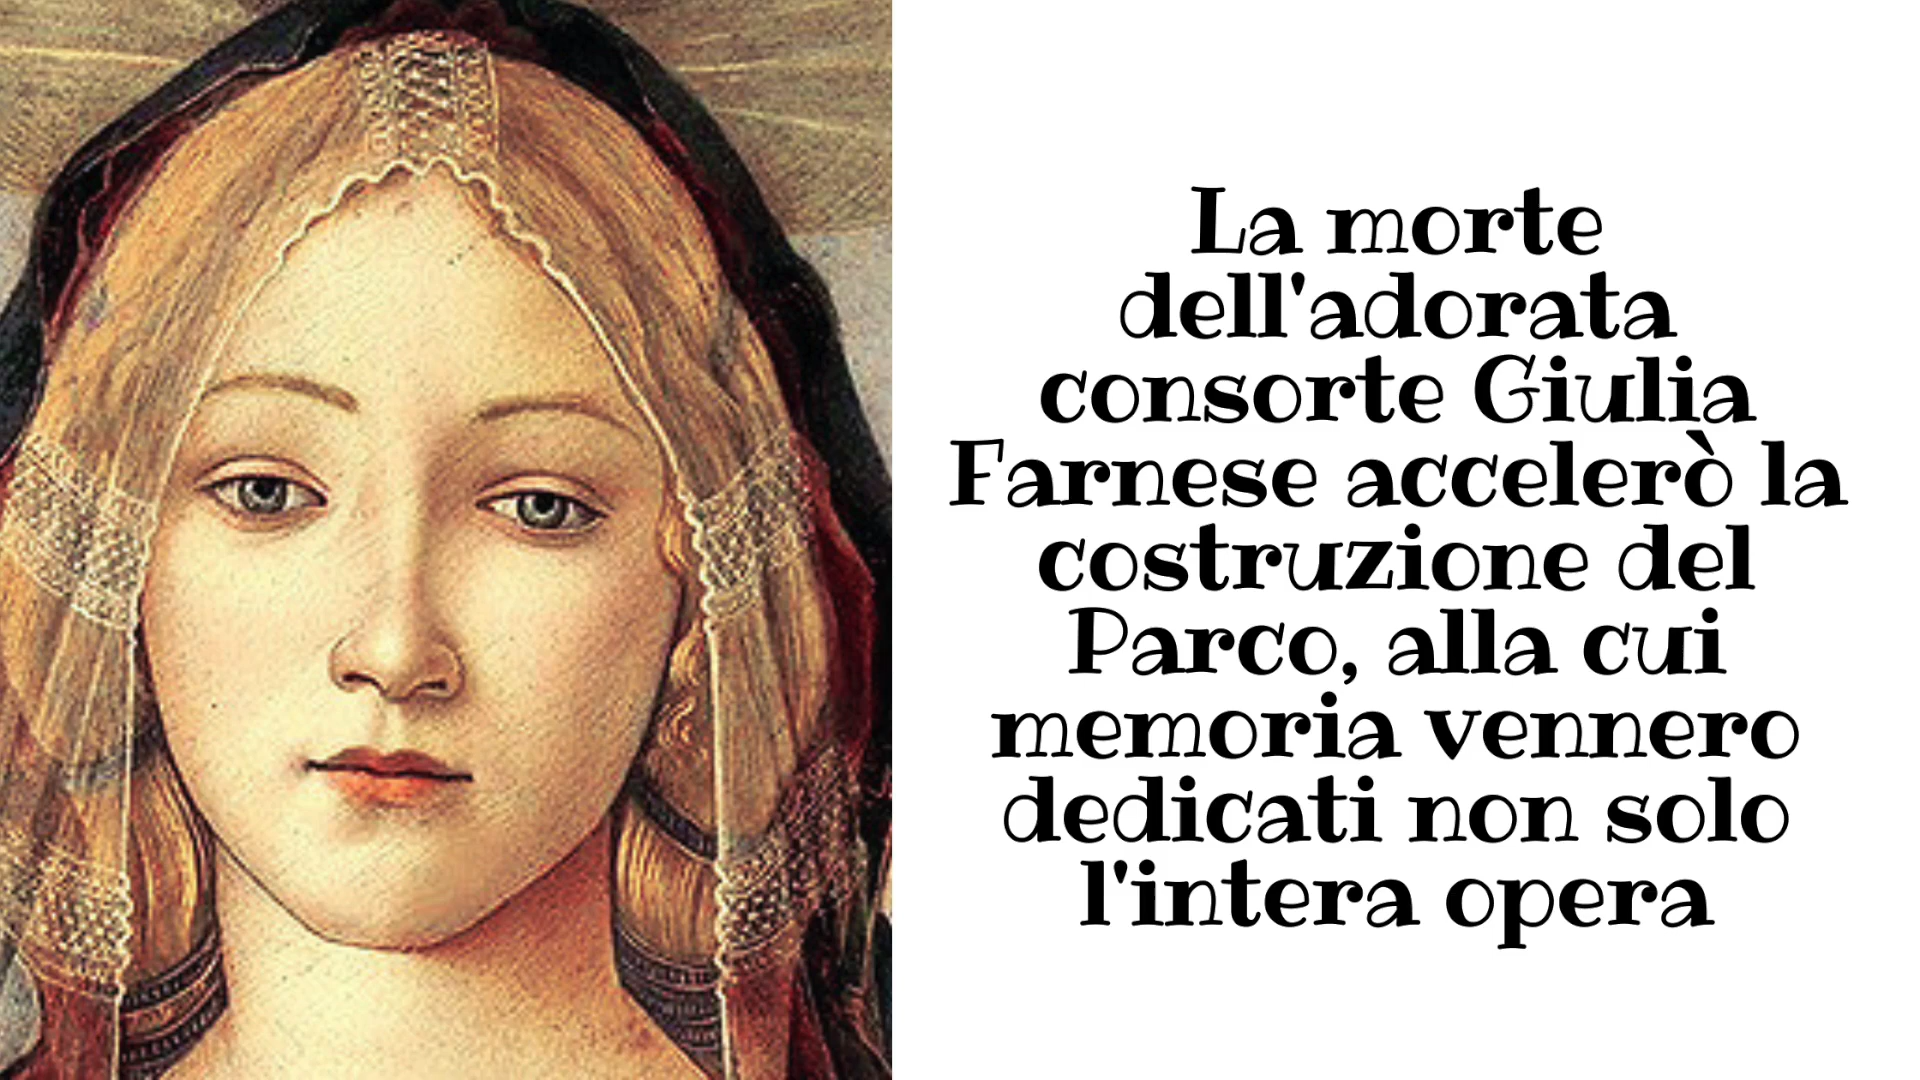 La morte
dell'adorata
consorte Giulia
Farnese accelerò la
costruzione del
Parco, alla cui
memoria vennero
dedicati non solo
l'intera opera